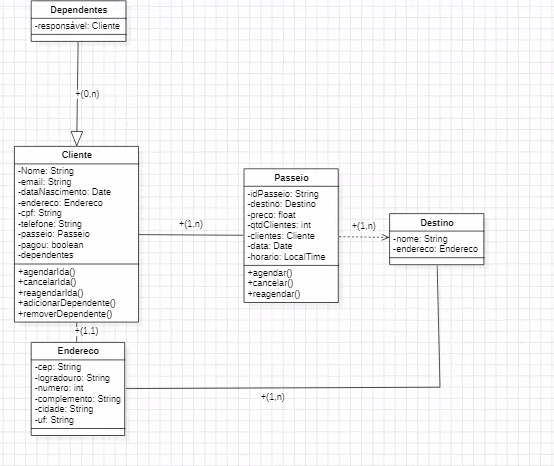 Dependentes
-responsável: Cliente
+(0,n)
Cliente
-Nome: String
-email: String
-dataNascimento: Date
-endereco: Endereco
-cpf: String
-telefone: String
-passeio: Passeio
-pagou: boolean
-dependentes
+agendarIda()
+cancelarIda()
+reagendarIda()
+adicionarDependente()
+removerDependente()
+(1,n)
Passeio
-idPasseio: String
-destino: Destino
-preco: float
-qtdClientes: int
-clientes: Cliente
-data: Date
-horario: LocalTime
+agendar()
+cancelar()
+reagendar()
+(1,n)
Destino
-nome: String
-endereco: Endereco
+(1,1)
Endereco
-cep: String
-logradouro: String
-numero: int
-complemento: String
-cidade: String
-uf: String
+(1,n)